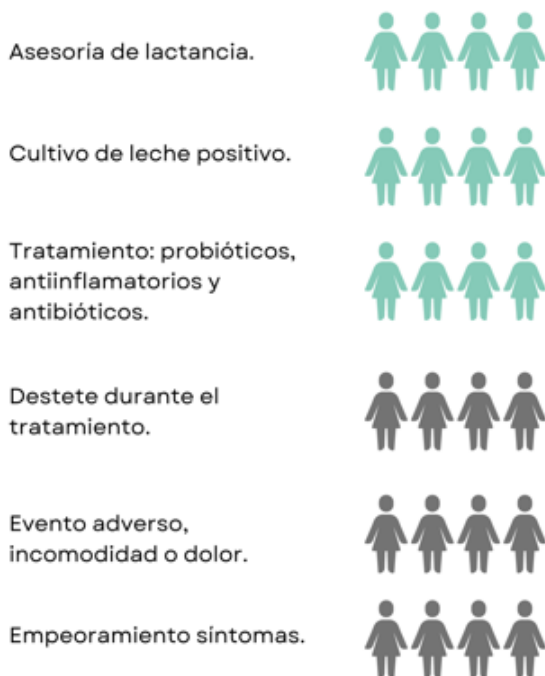 Asesoría de lactancia.
Cultivo de leche positivo.
Tratamiento: probióticos,
antiinflamatorios y
antibióticos.
Destete durante el
tratamiento.
Evento adverso,
incomodidad o dolor.
Empeoramiento síntomas.